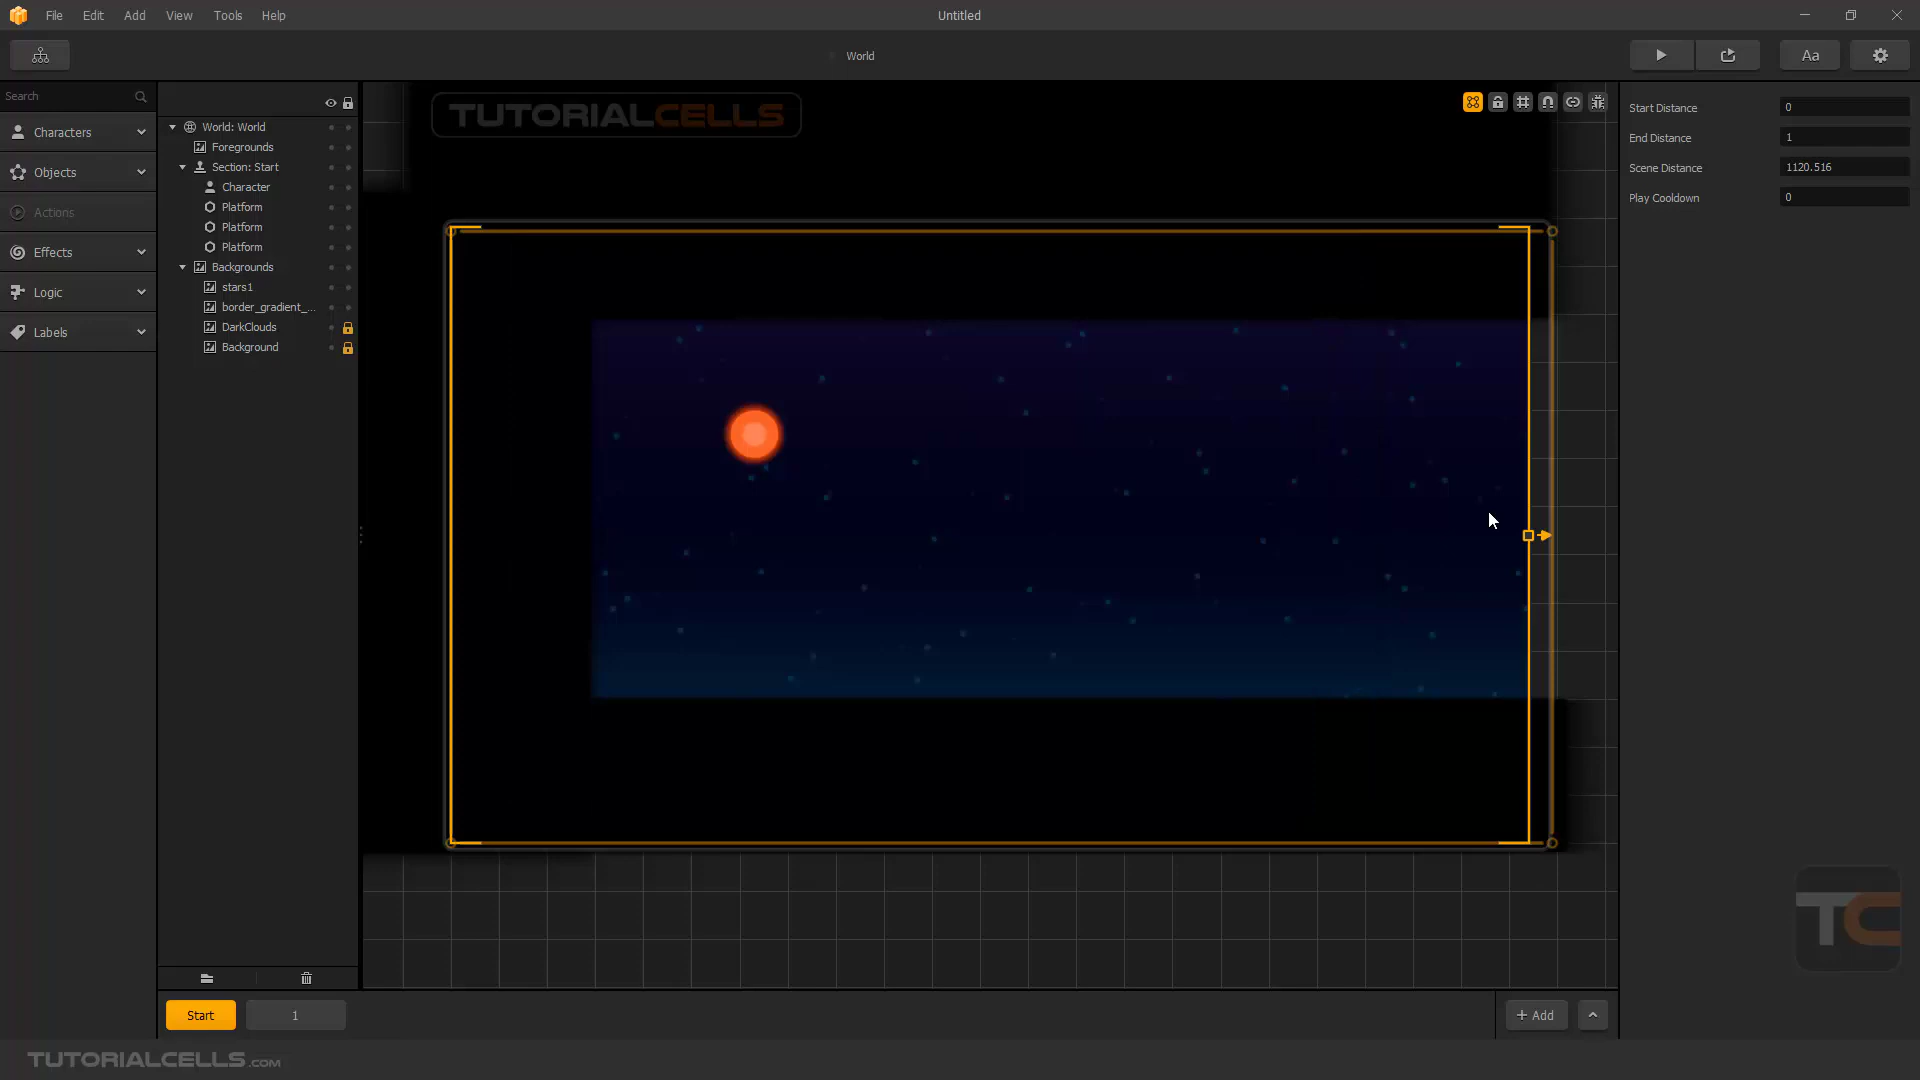 File Edit Add View Tools Help
Untitled
World
Aa
Search
Characters
Objects
Actions
Effects
Logic
Labels
World: World
Foregrounds
Section: Start
Character
Platform
Platform
Platform
Backgrounds
stars1
border_gradient_...
DarkClouds
Background
TUTORIALCELLS
Start Distance 0
End Distance 1
Scene Distance 1120.516
Play Cooldown 0
TC
Start 1
+ Add
TUTORIALCELLS.COM